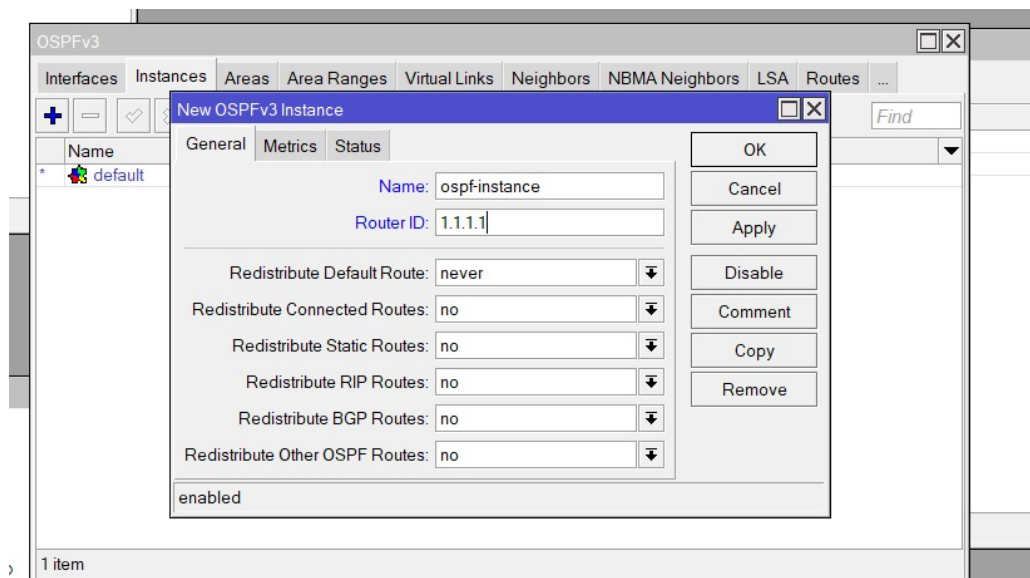 OSPFv3
Interfaces Instances Areas Area Ranges Virtual Links Neighbors NBMA Neighbors LSA Routes ...
Find
Name
* default
New OSPFv3 Instance
General Metrics Status
Name: ospf-instance
Router ID: 1.1.1.1
Redistribute Default Route: never
Redistribute Connected Routes: no
Redistribute Static Routes: no
Redistribute RIP Routes: no
Redistribute BGP Routes: no
Redistribute Other OSPF Routes: no
OK
Cancel
Apply
Disable
Comment
Copy
Remove
enabled
1 item